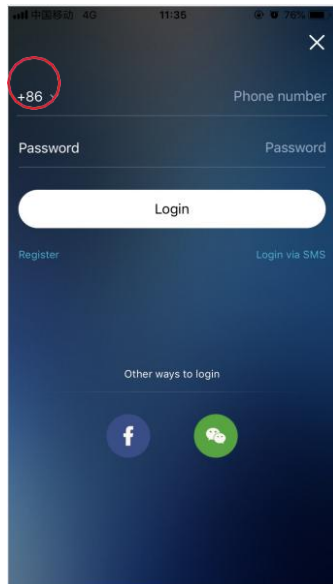 中国移动 4G 11:35 76%
+86 Phone number
Password Password
Login
Register Login via SMS
Other ways to login
f